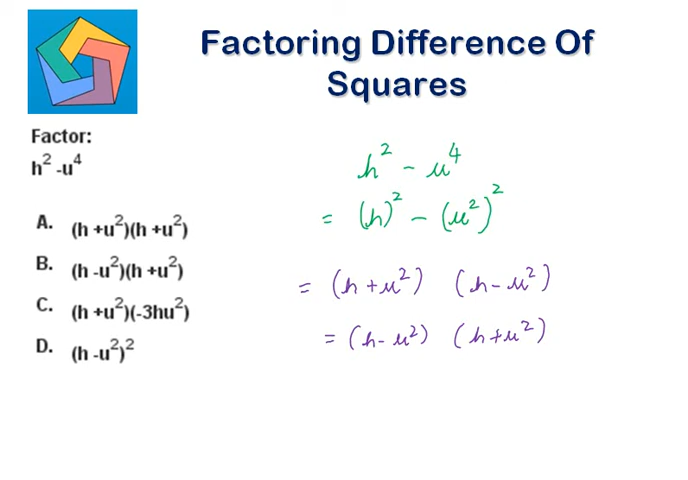 Factoring Difference Of
Squares
Factor:
h² -u⁴
A. (h +u²)(h +u²)
B. (h -u²)(h +u²)
C. (h +u²)(-3hu²)
D. (h -u²)²
h² - u⁴
= (h)² - (u²)²
= (h + u²) (h - u²)
= (h - u²) (h + u²)